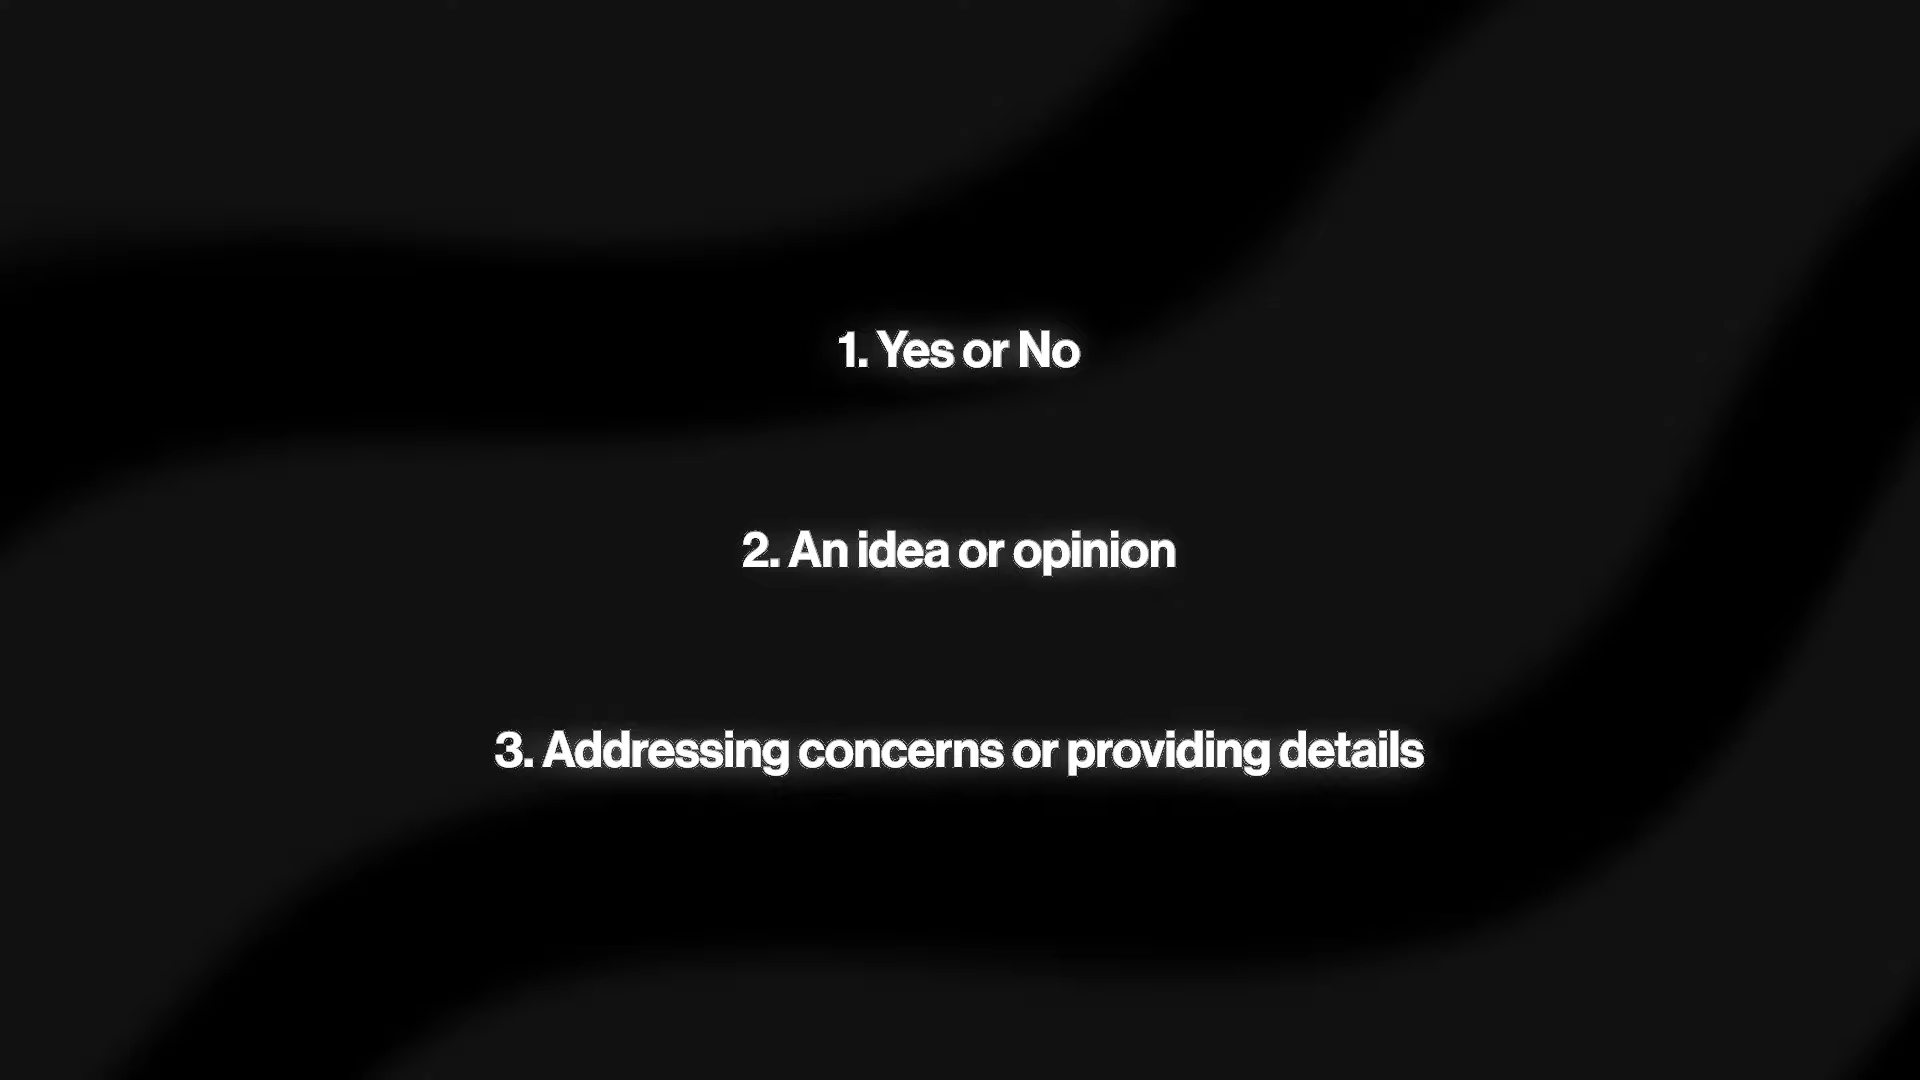 1. Yes or No
2. An idea or opinion
3. Addressing concerns or providing details